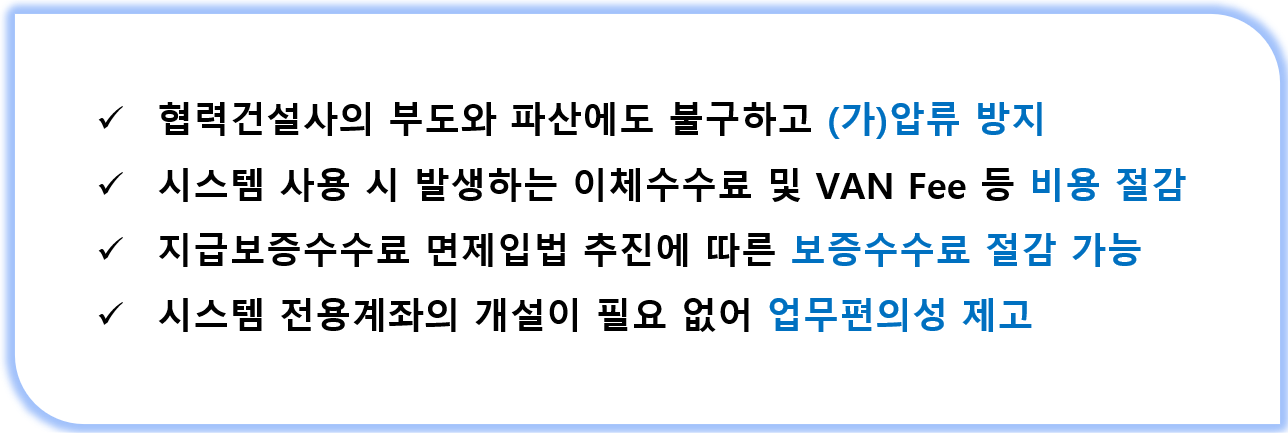 ✓ 협력건설사의 부도와 파산에도 불구하고 (가)압류 방지
✓ 시스템 사용 시 발생하는 이체수수료 및 VAN Fee 등 비용 절감
✓ 지급보증수수료 면제입법 추진에 따른 보증수수료 절감 가능
✓ 시스템 전용계좌의 개설이 필요 없어 업무편의성 제고